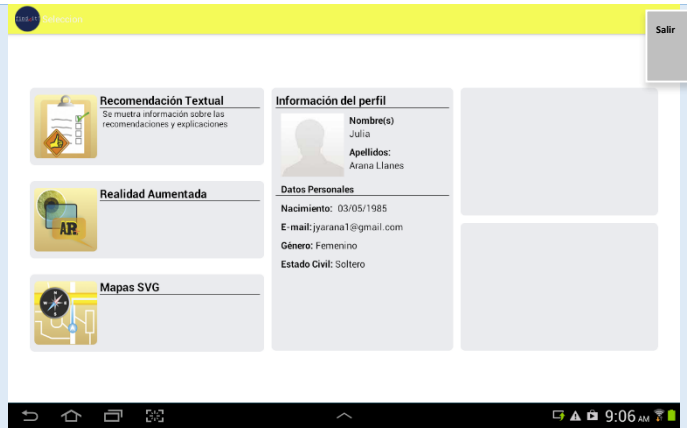 Salir
Recomendación Textual
Se muetra información sobre las
recomendaciones y explicaciones
Realidad Aumentada
AR
Mapas SVG
Información del perfil
Nombre(s)
Julia
Apellidos:
Arana Llanes
Datos Personales
Nacimiento: 03/05/1985
E-mail: jyarana1@gmail.com
Género: Femenino
Estado Civil: Soltero
9:06 AM